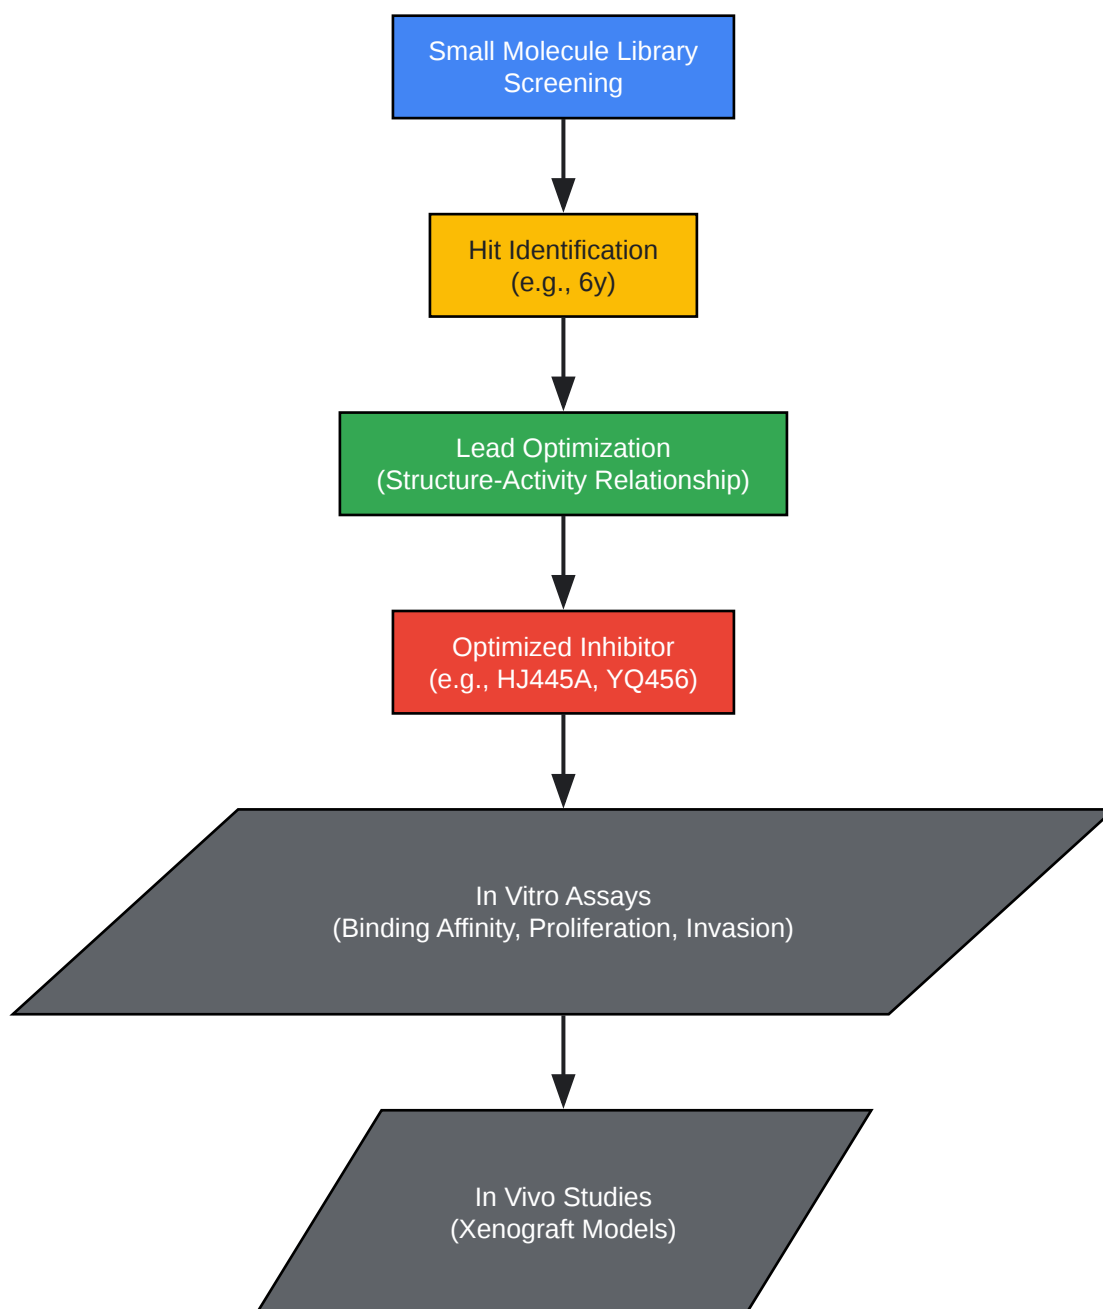 Small Molecule Library
Screening
Hit Identification
(e.g., 6y)
Lead Optimization
(Structure-Activity Relationship)
Optimized Inhibitor
(e.g., HJ445A, YQ456)
In Vitro Assays
(Binding Affinity, Proliferation, Invasion)
In Vivo Studies
(Xenograft Models)